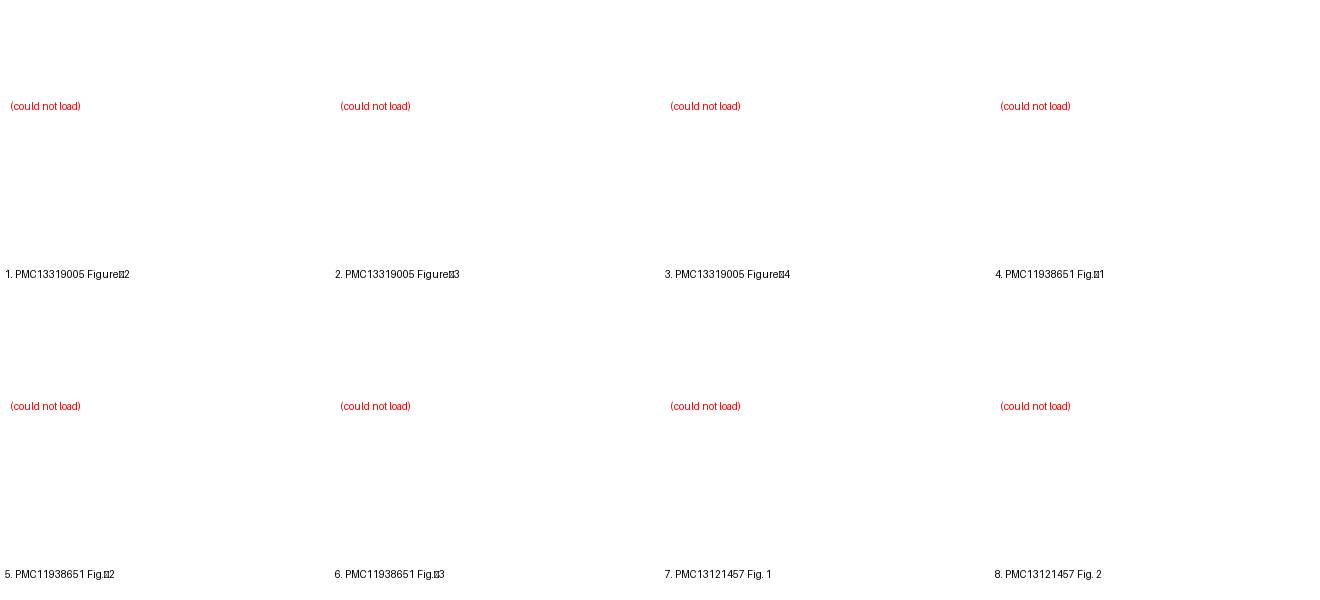 (could not load) (could not load) (could not load) (could not load)
1. PMC13319005 Figure□2 2. PMC13319005 Figure□3 3. PMC13319005 Figure□4 4. PMC11938651 Fig.□1
(could not load) (could not load) (could not load) (could not load)
5. PMC11938651 Fig.□2 6. PMC11938651 Fig.□3 7. PMC13121457 Fig. 1 8. PMC13121457 Fig. 2